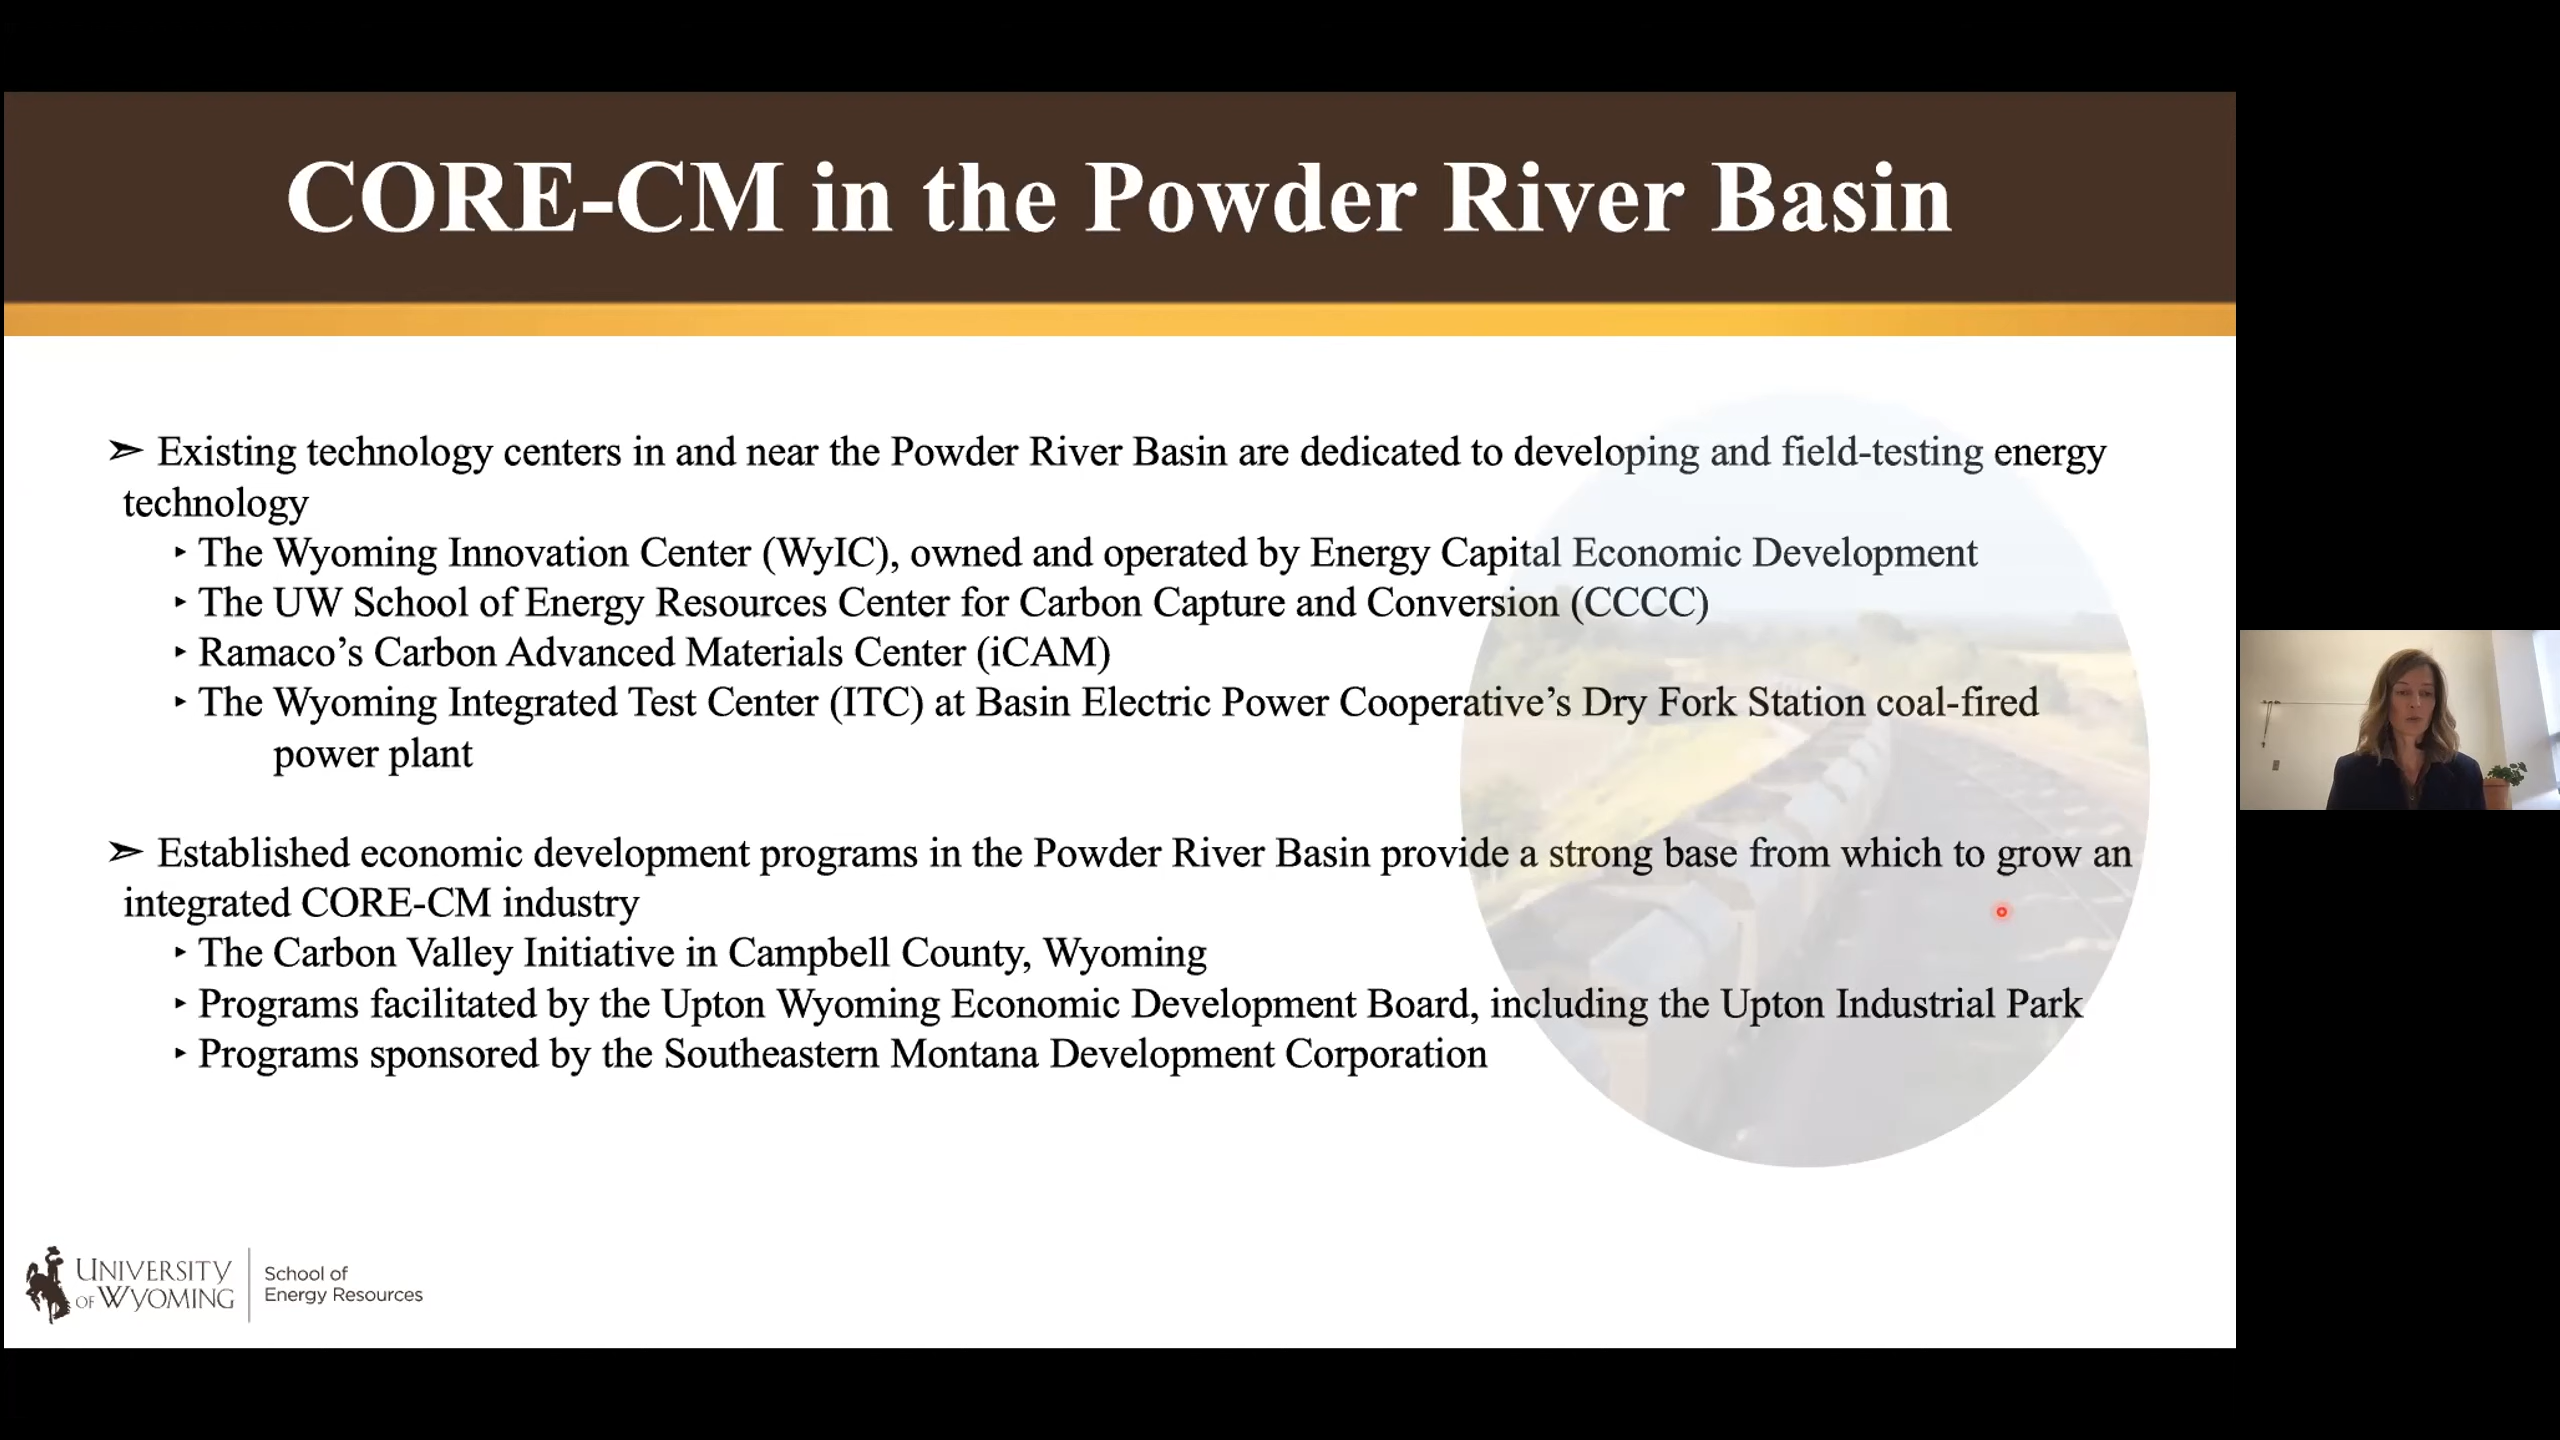 CORE-CM in the Powder River Basin
➣ Existing technology centers in and near the Powder River Basin are dedicated to developing and field-testing energy
technology
‣ The Wyoming Innovation Center (WyIC), owned and operated by Energy Capital Economic Development
‣ The UW School of Energy Resources Center for Carbon Capture and Conversion (CCCC)
‣ Ramaco’s Carbon Advanced Materials Center (iCAM)
‣ The Wyoming Integrated Test Center (ITC) at Basin Electric Power Cooperative’s Dry Fork Station coal-fired
power plant
➣ Established economic development programs in the Powder River Basin provide a strong base from which to grow an
integrated CORE-CM industry
‣ The Carbon Valley Initiative in Campbell County, Wyoming
‣ Programs facilitated by the Upton Wyoming Economic Development Board, including the Upton Industrial Park
‣ Programs sponsored by the Southeastern Montana Development Corporation
UNIVERSITY
OF WYOMING
School of
Energy Resources